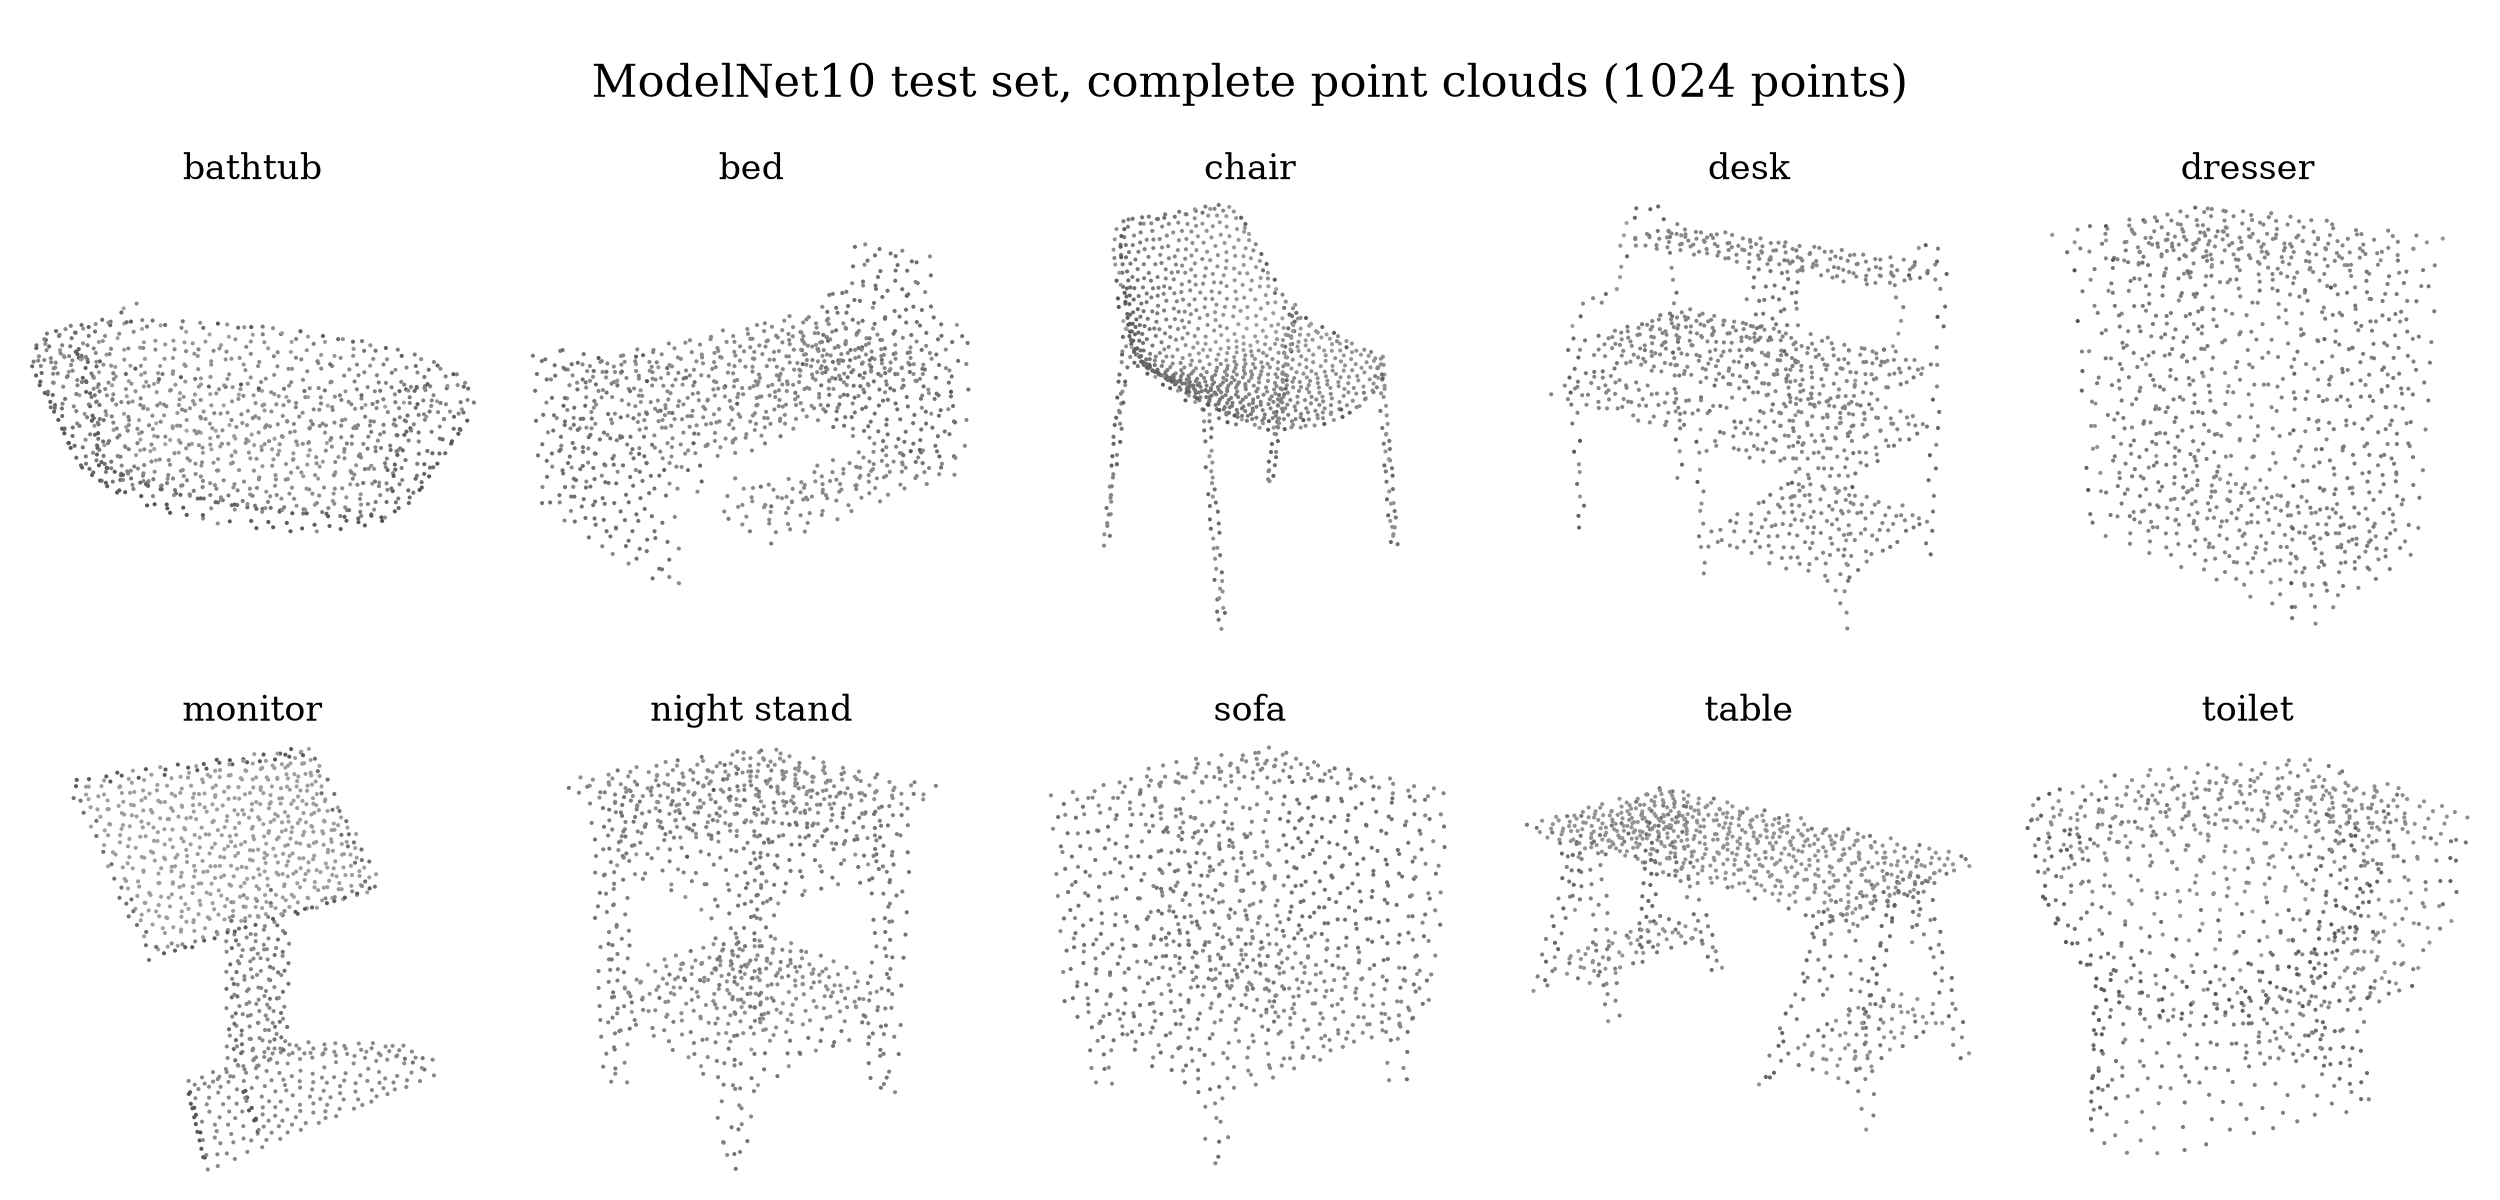 ModelNet10 test set, complete point clouds (1024 points)
bathtub
bed
chair
desk
dresser
monitor
night stand
sofa
table
toilet